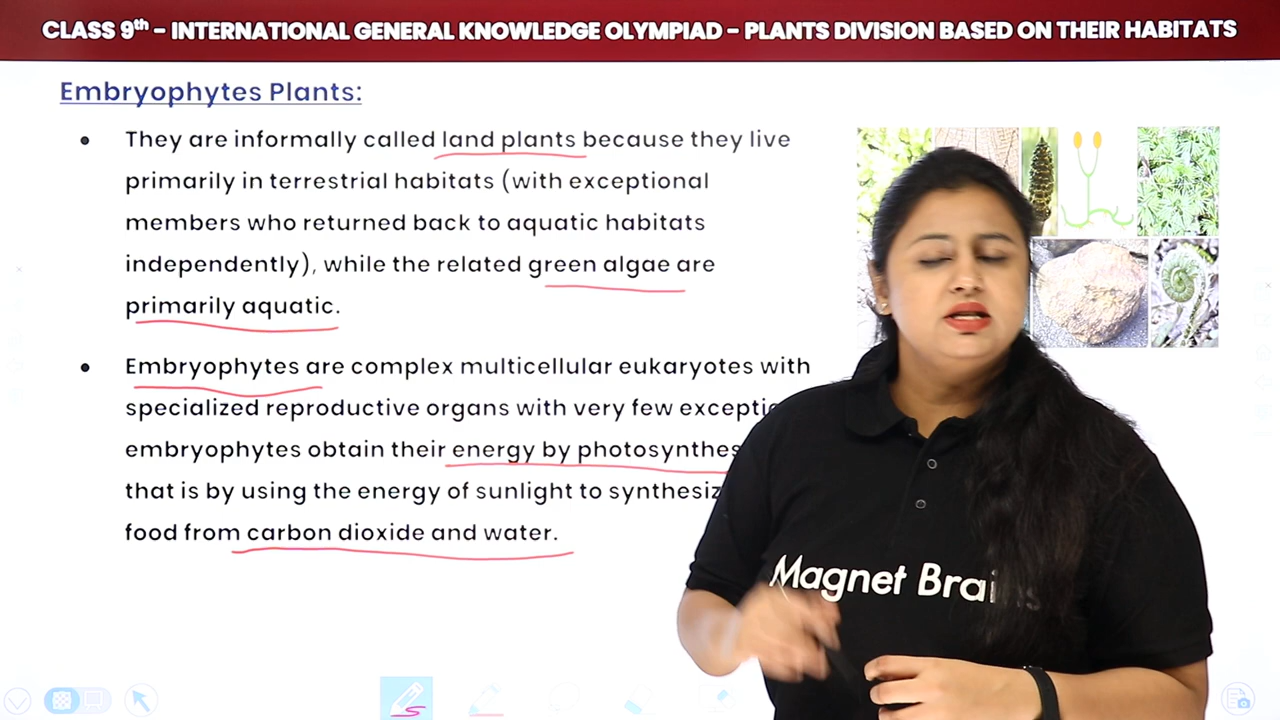 CLASS 9th – INTERNATIONAL GENERAL KNOWLEDGE OLYMPIAD – PLANTS DIVISION BASED ON THEIR HABITATS
Embryophytes Plants:
• They are informally called land plants because they live
primarily in terrestrial habitats (with exceptional
members who returned back to aquatic habitats
independently), while the related green algae are
primarily aquatic.
• Embryophytes are complex multicellular eukaryotes with
specialized reproductive organs with very few
embryophytes obtain their energy by
that is by using the energy of sunlight to
food from carbon dioxide and water.
Magnet